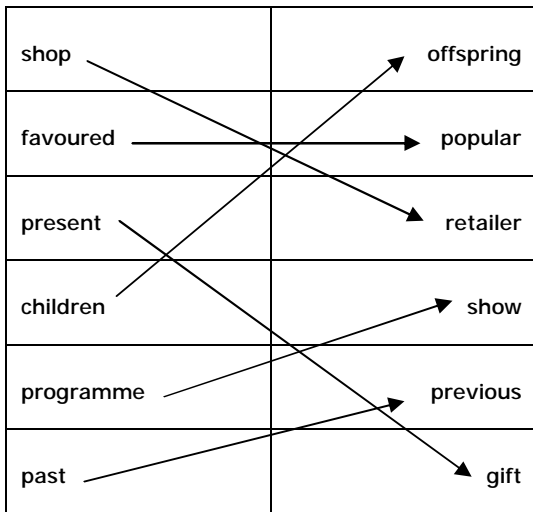 shop offspring
favoured popular
present retailer
children show
programme previous
past gift